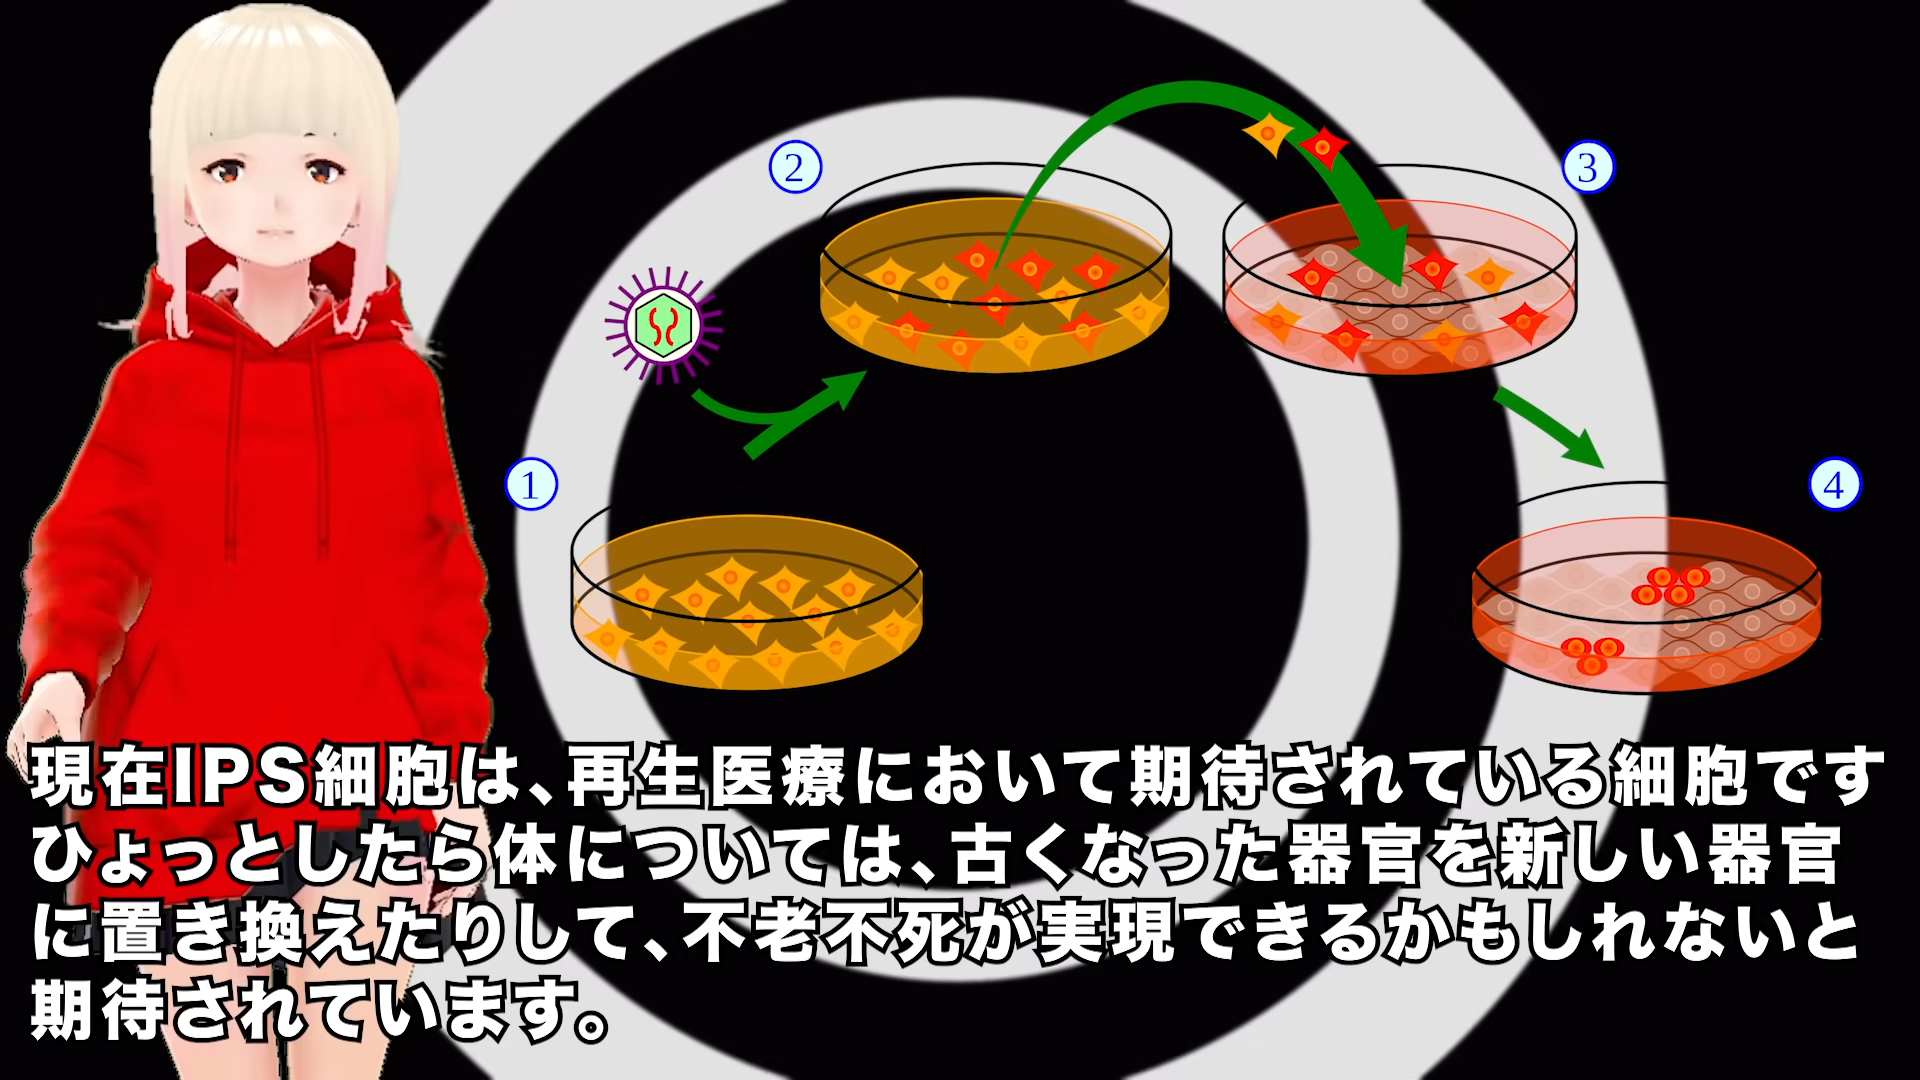 2
3
1
4
現在IPS細胞は、再生医療において期待されている細胞です
ひょっとしたら体については、古くなった器官を新しい器官
に置き換えたりして、不老不死が実現できるかもしれないと
期待されています。